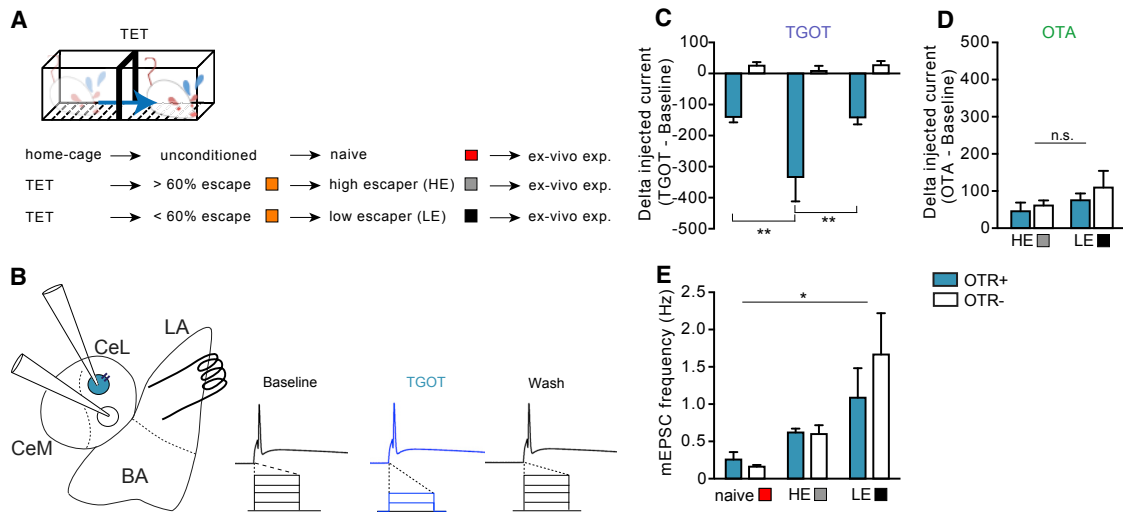 A
TET
home-cage unconditioned naive ex-vivo exp.
TET > 60% escape high escaper (HE) ex-vivo exp.
TET < 60% escape low escaper (LE) ex-vivo exp.
B
LA
CeL
CeM
BA
Baseline TGOT Wash
C
TGOT
Delta injected current
(TGOT - Baseline)
100
0
-100
-200
-300
-400
-500
** **
D
OTA
Delta injected current
(OTA - Baseline)
500
400
300
200
100
0
n.s.
HE LE
OTR+
OTR-
E
mEPSC frequency (Hz)
2.5
2.0
1.5
1.0
0.5
0.0
*
naive HE LE